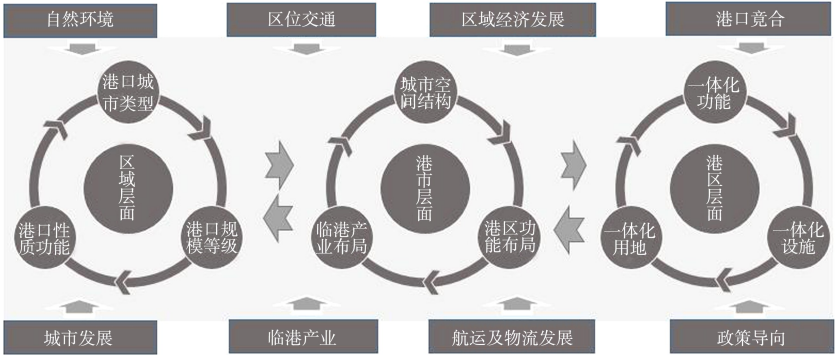 自然环境
区位交通
区域经济发展
港口竟合
港口城
市类型
区域层面
港口性
质功能
港口规
模等级
城市空
间结构
港市层面
临港产
业布局
港区功
能布局
一体化
功能
港区层面
一体化
用地
一体化
设施
城市发展
临港产业
航运及物流发展
政策导向